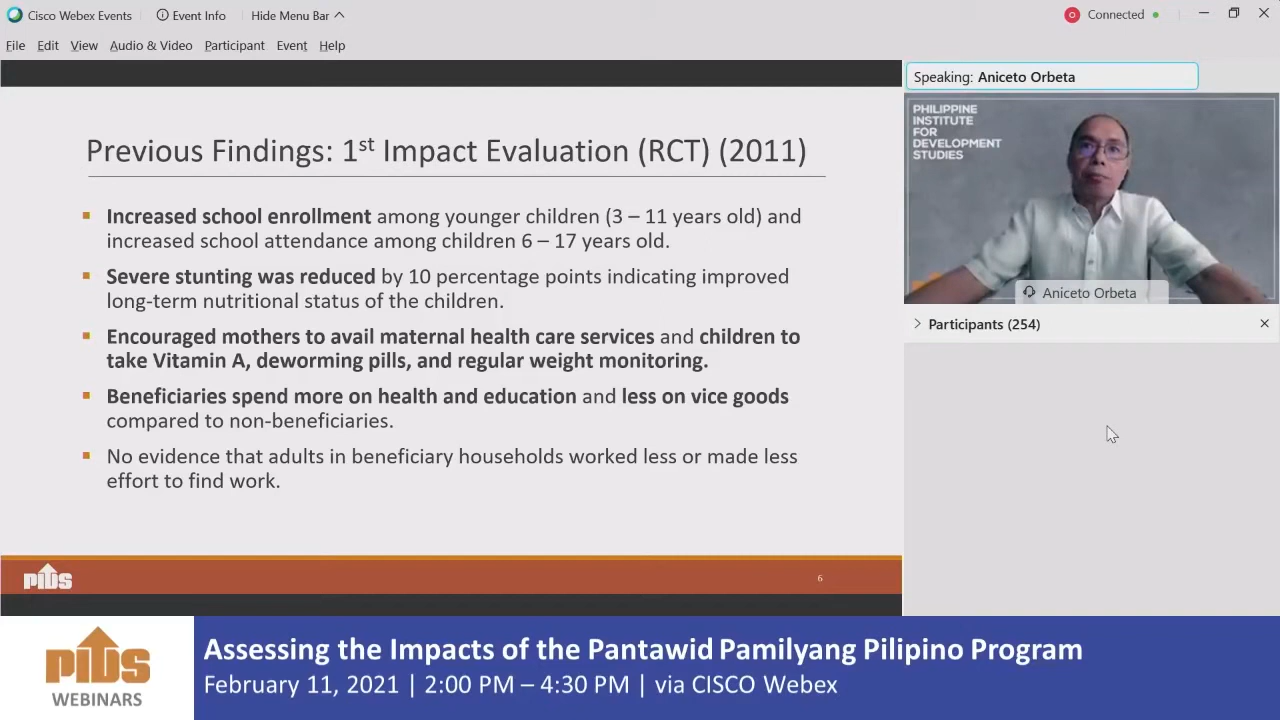 Cisco Webex Events
Event Info
Hide Menu Bar
Connected
File Edit View Audio & Video Participant Event Help
Speaking: Aniceto Orbeta
PHILIPPINE
INSTITUTE
FOR
DEVELOPMENT
STUDIES
Aniceto Orbeta
Participants (254)
Previous Findings: 1st Impact Evaluation (RCT) (2011)
Increased school enrollment among younger children (3 – 11 years old) and
increased school attendance among children 6 – 17 years old.
Severe stunting was reduced by 10 percentage points indicating improved
long-term nutritional status of the children.
Encouraged mothers to avail maternal health care services and children to
take Vitamin A, deworming pills, and regular weight monitoring.
Beneficiaries spend more on health and education and less on vice goods
compared to non-beneficiaries.
No evidence that adults in beneficiary households worked less or made less
effort to find work.
PIDS
6
PIDS
WEBINARS
Assessing the Impacts of the Pantawid Pamilyang Pilipino Program
February 11, 2021 | 2:00 PM – 4:30 PM | via CISCO Webex